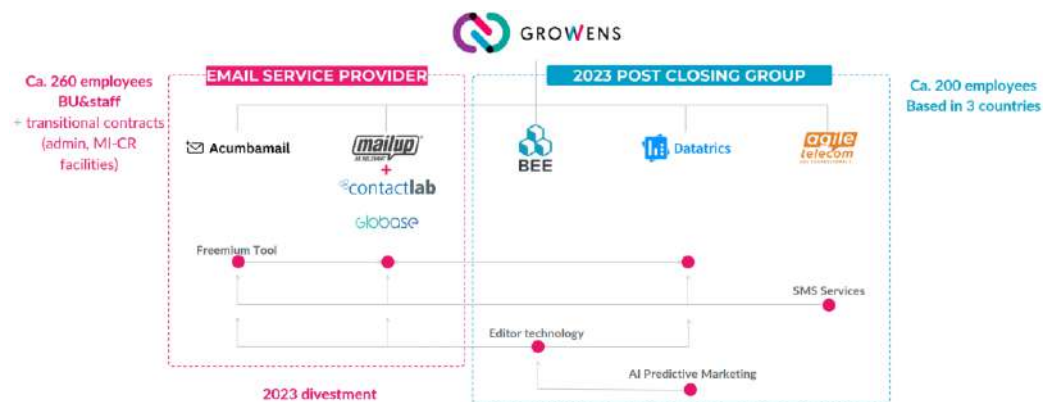 GROWENS
EMAIL SERVICE PROVIDER
2023 POST CLOSING GROUP
Ca. 260 employees
BU&staff
+ transitional contracts
(admin, MI-CR
facilities)
Ca. 200 employees
Based in 3 countries
Acumbamail
mailup
+
contactlab
Globase
BEE
Datatrics
agile
telecom
Freemium Tool
SMS Services
Editor technology
AI Predictive Marketing
2023 divestment